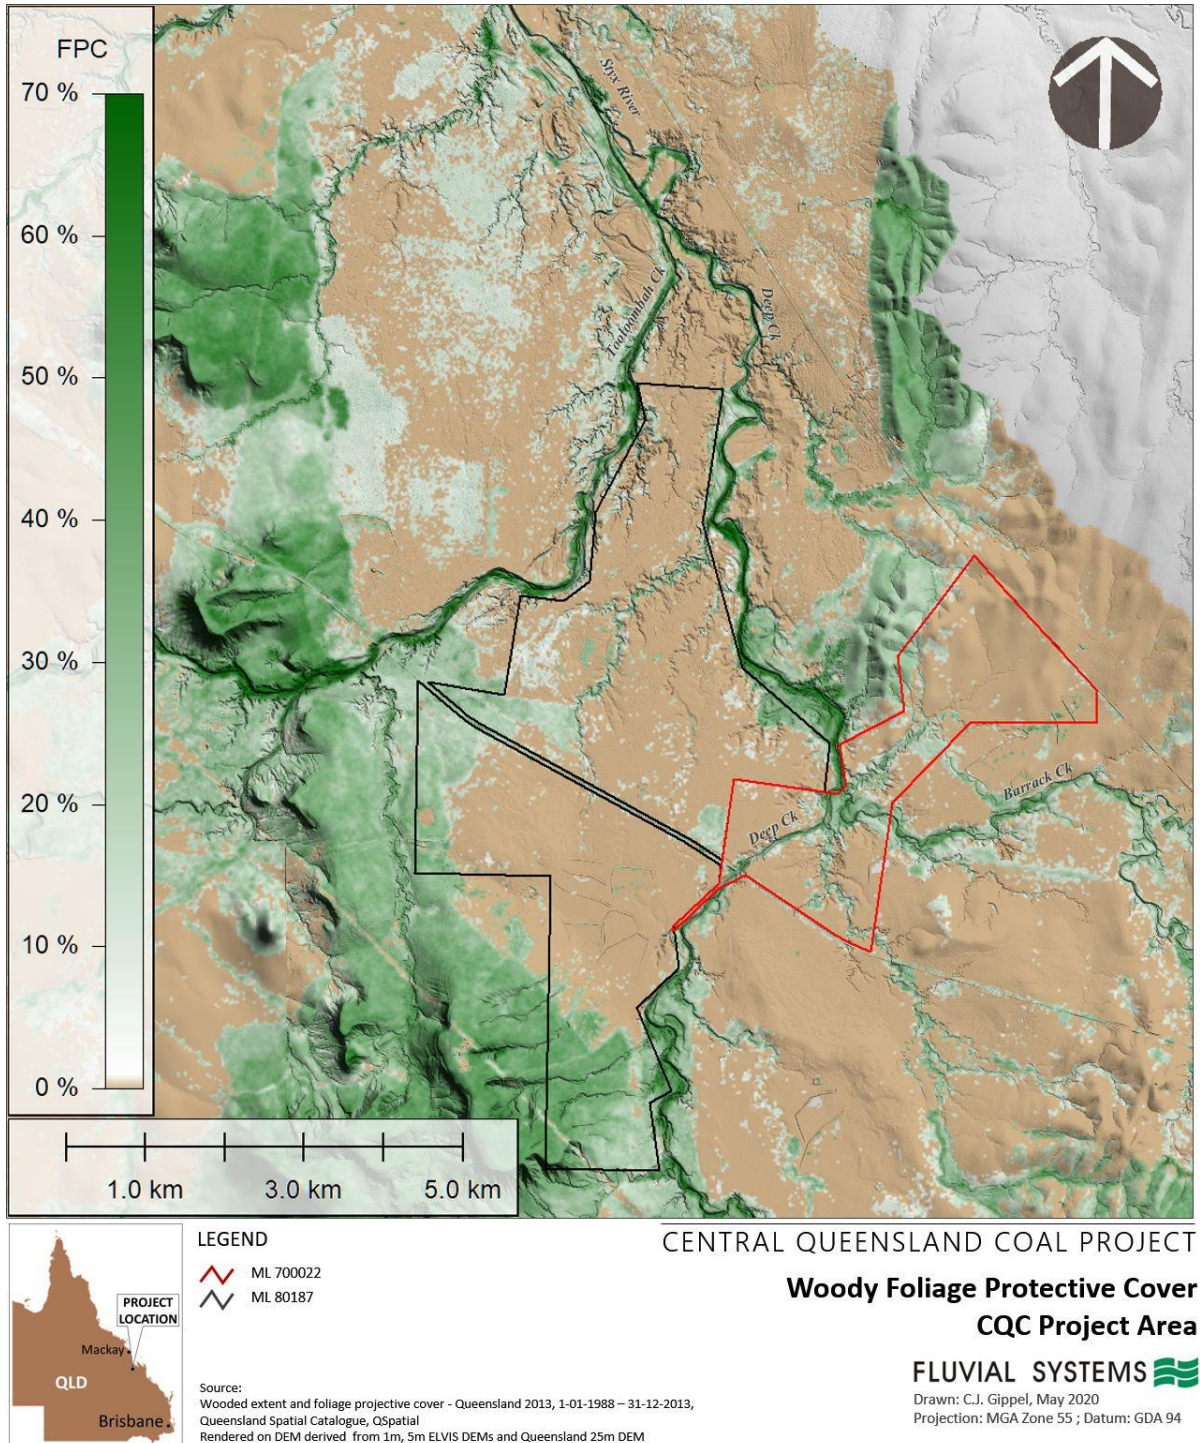 FPC
70 %
60 %
50 %
40 %
30 %
20 %
10 %
0 %
Styx River
Tooloombah Ck
Deep Ck
Barrack Ck
Deep Ck
1.0 km
3.0 km
5.0 km
LEGEND
ML 700022
ML 80187
PROJECT
LOCATION
Mackay
QLD
Brisbane
Source:
Wooded extent and foliage projective cover - Queensland 2013, 1-01-1988 – 31-12-2013,
Queensland Spatial Catalogue, QSpatial
Rendered on DEM derived from 1m, 5m ELVIS DEMs and Queensland 25m DEM
CENTRAL QUEENSLAND COAL PROJECT
Woody Foliage Protective Cover
CQC Project Area
FLUVIAL SYSTEMS
Drawn: C.J. Gippel, May 2020
Projection: MGA Zone 55 ; Datum: GDA 94